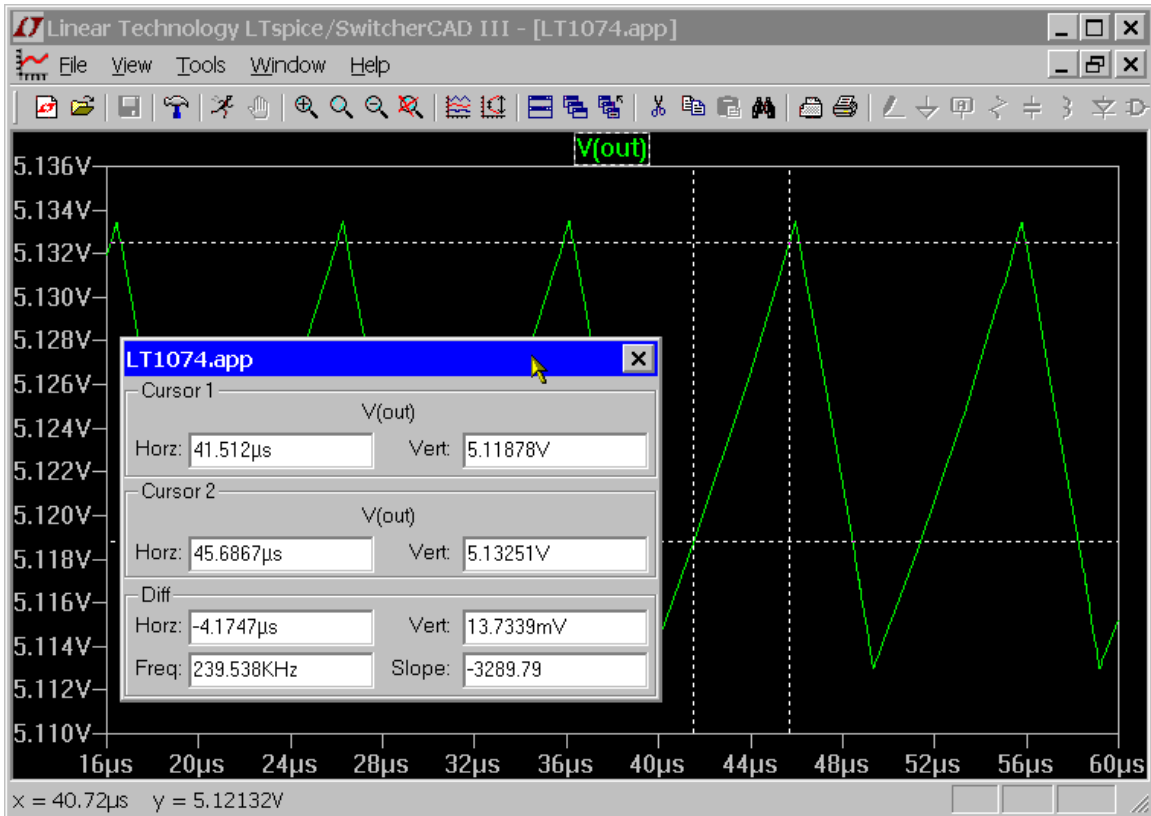 Linear Technology LTspice/SwitcherCAD III - [LT1074.app]
File View Tools Window Help
V(out)
5.136V
5.134V
5.132V
5.130V
5.128V
5.126V
5.124V
5.122V
5.120V
5.118V
5.116V
5.114V
5.112V
5.110V
LT1074.app
Cursor 1
V(out)
Horz: 41.512µs Vert: 5.11878V
Cursor 2
V(out)
Horz: 45.6867µs Vert: 5.13251V
Diff
Horz: -4.1747µs Vert: 13.7339mV
Freq: 239.538KHz Slope: -3289.79
16µs 20µs 24µs 28µs 32µs 36µs 40µs 44µs 48µs 52µs 56µs 60µs
x = 40.72µs y = 5.12132V